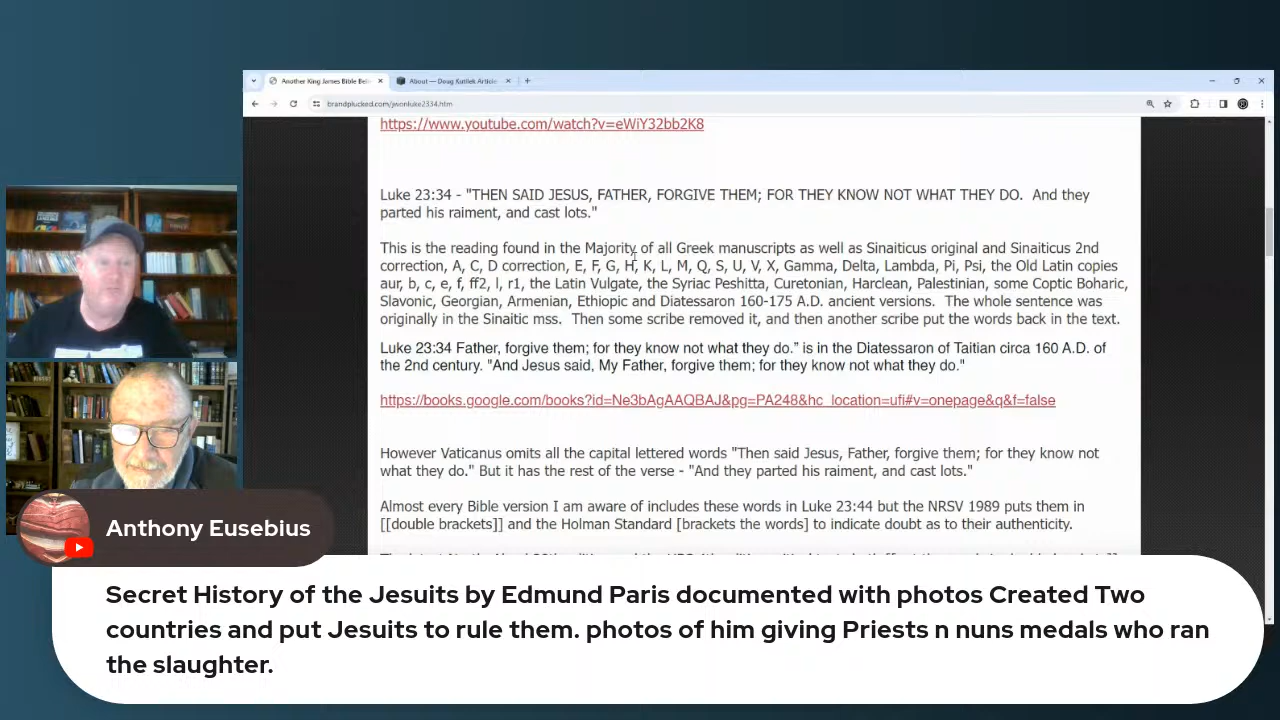 Another King James Bible Beli
About — Doug Kutilek Article
brandplucked.com/jwonluke2334.htm
https://www.youtube.com/watch?v=eWiY32bb2K8
Luke 23:34 - "THEN SAID JESUS, FATHER, FORGIVE THEM; FOR THEY KNOW NOT WHAT THEY DO. And they
parted his raiment, and cast lots."
This is the reading found in the Majority of all Greek manuscripts as well as Sinaiticus original and Sinaiticus 2nd
correction, A, C, D correction, E, F, G, H, K, L, M, Q, S, U, V, X, Gamma, Delta, Lambda, Pi, Psi, the Old Latin copies
aur, b, c, e, f, ff2, l, r1, the Latin Vulgate, the Syriac Peshitta, Curetonian, Harclean, Palestinian, some Coptic Boharic,
Slavonic, Georgian, Armenian, Ethiopic and Diatessaron 160-175 A.D. ancient versions. The whole sentence was
originally in the Sinaitic mss. Then some scribe removed it, and then another scribe put the words back in the text.
Luke 23:34 Father, forgive them; for they know not what they do.” is in the Diatessaron of Taitian circa 160 A.D. of
the 2nd century. "And Jesus said, My Father, forgive them; for they know not what they do."
https://books.google.com/books?id=Ne3bAgAAQBAJ&pg=PA248&hc_location=ufi#v=onepage&q&f=false
However Vaticanus omits all the capital lettered words "Then said Jesus, Father, forgive them; for they know not
what they do." But it has the rest of the verse - "And they parted his raiment, and cast lots."
Almost every Bible version I am aware of includes these words in Luke 23:44 but the NRSV 1989 puts them in
[[double brackets]] and the Holman Standard [brackets the words] to indicate doubt as to their authenticity.
Anthony Eusebius
Secret History of the Jesuits by Edmund Paris documented with photos Created Two
countries and put Jesuits to rule them. photos of him giving Priests n nuns medals who ran
the slaughter.